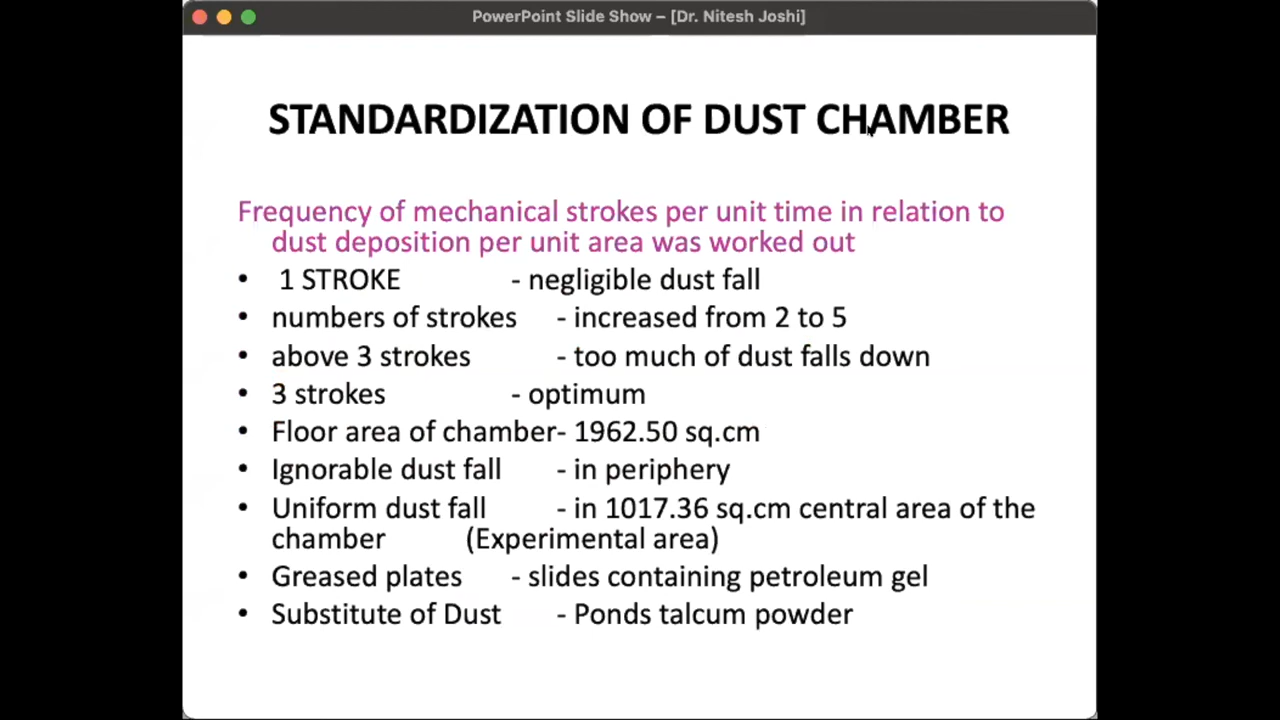 PowerPoint Slide Show – [Dr. Nitesh Joshi]
STANDARDIZATION OF DUST CHAMBER
Frequency of mechanical strokes per unit time in relation to
dust deposition per unit area was worked out
• 1 STROKE - negligible dust fall
• numbers of strokes - increased from 2 to 5
• above 3 strokes - too much of dust falls down
• 3 strokes - optimum
• Floor area of chamber- 1962.50 sq.cm
• Ignorable dust fall - in periphery
• Uniform dust fall - in 1017.36 sq.cm central area of the
chamber (Experimental area)
• Greased plates - slides containing petroleum gel
• Substitute of Dust - Ponds talcum powder